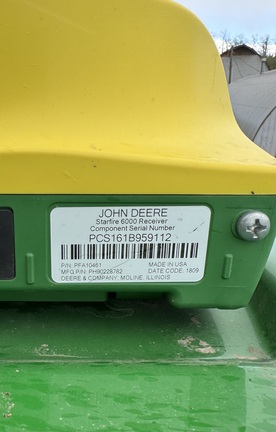 JOHN DEERE
Starfire 6000 Receiver
Component Serial Number
PCS161B959112
P/N: PFA10461 MADE IN USA
MFG P/N: PH90228782 DATE CODE: 1809
DEERE & COMPANY, MOLINE, ILLINOIS